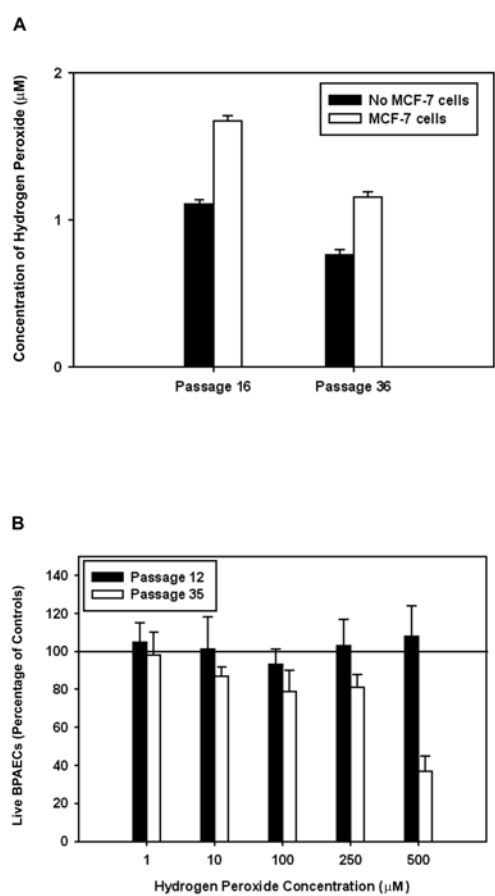 A
Concentration of Hydrogen Peroxide (µM)
2
1
0
No MCF-7 cells
MCF-7 cells
Passage 16
Passage 36
B
Live BPAECs (Percentage of Controls)
140
120
100
80
60
40
20
0
Passage 12
Passage 35
1
10
100
250
500
Hydrogen Peroxide Concentration (µM)